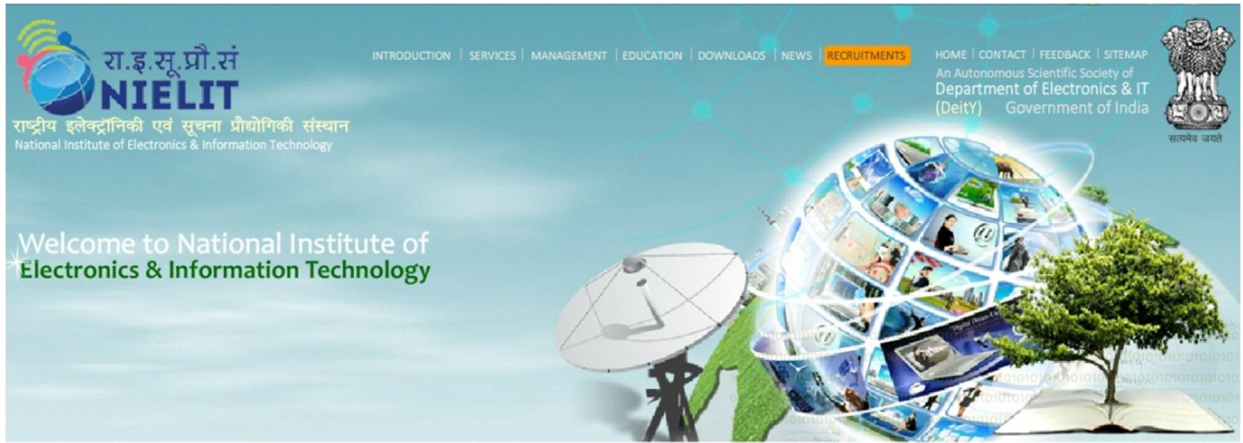 रा.इ.सू.प्रौ.सं
NIELIT
राष्ट्रीय इलेक्ट्रॉनिकी एवं सूचना प्रौद्योगिकी संस्थान
National Institute of Electronics & Information Technology
INTRODUCTION | SERVICES | MANAGEMENT | EDUCATION | DOWNLOADS | NEWS | RECRUITMENTS
HOME | CONTACT | FEEDBACK | SITEMAP
An Autonomous Scientific Society of
Department of Electronics & IT
(DeitY) Government of India
सत्यमेव जयते
Welcome to National Institute of
Electronics & Information Technology